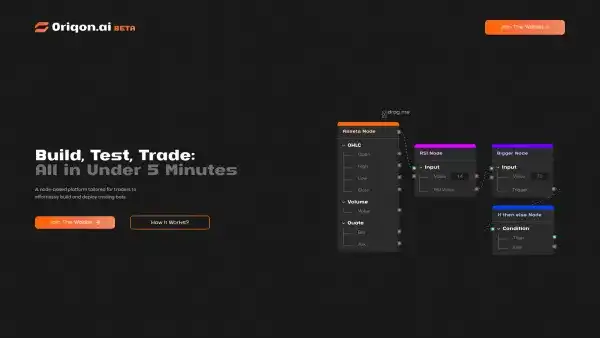 Oriqon.ai BETA
Join The Waitlist
Build, Test, Trade:
All in Under 5 Minutes
A node-based platform tailored for traders to
effortlessly build and deploy trading bots.
Join The Waitlist →
How It Works?
drag me
Assets Node
OHLC
Open
High
Low
Close
Volume
Value
Quote
Bid
Ask
RSI Node
Input
Value 14
RSI Value
Bigger Node
Input
Value 70
Trigger
If then else Node
Condition
Then
Else